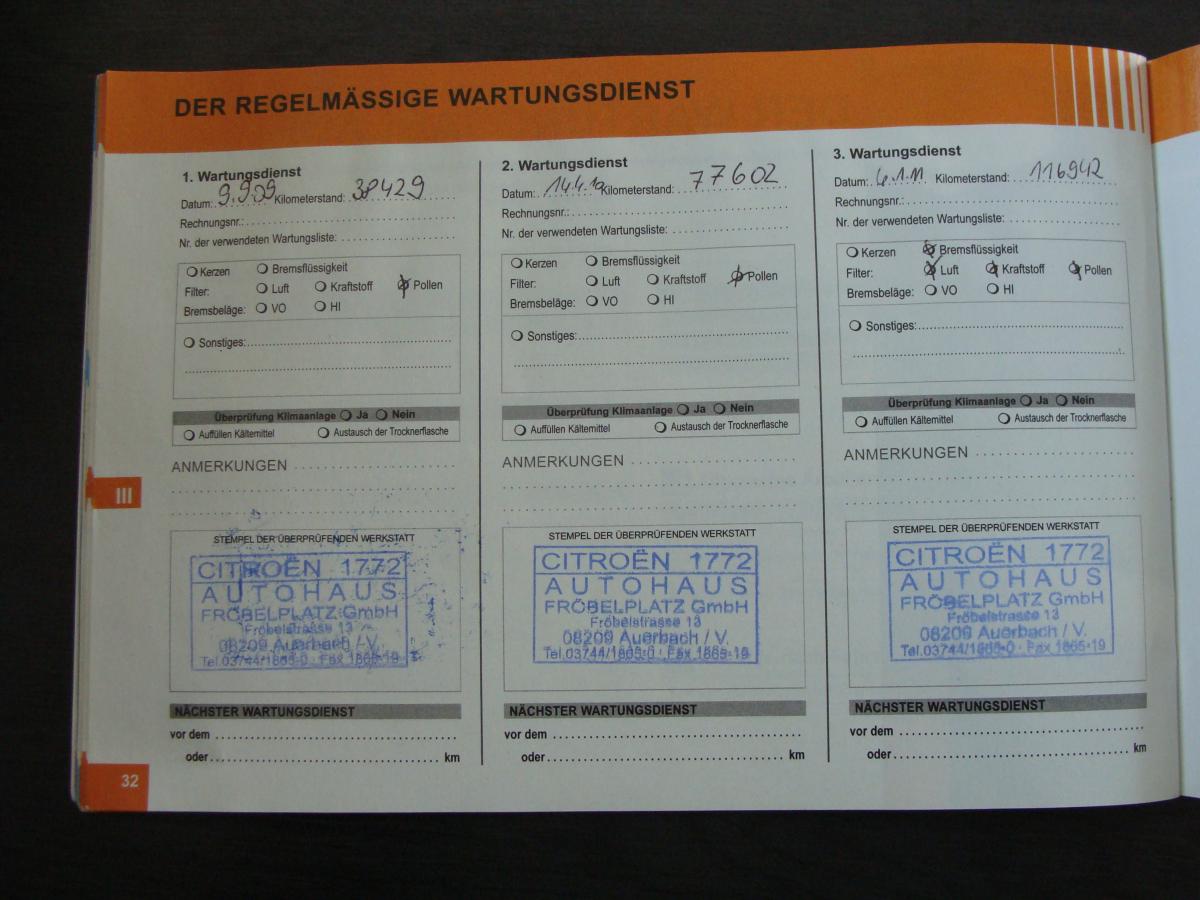 DER REGELMÄSSIGE WARTUNGSDIENST
1. Wartungsdienst
Datum: 9.9.09 Kilometerstand: 38429
Rechnungsnr.:
Nr. der verwendeten Wartungsliste:
Kerzen Bremsflüssigkeit
Filter: Luft Kraftstoff Pollen
Bremsbeläge: VO HI
Sonstiges:
Überprüfung Klimaanlage Ja Nein
Auffüllen Kältemittel Austausch der Trocknerflasche
ANMERKUNGEN
STEMPEL DER ÜBERPRÜFENDEN WERKSTATT
CITROËN 1772
AUTOHAUS
FRÖBELPLATZ GmbH
Fröbelstrasse 13
08209 Auerbach / V.
Tel.03744/1865-0 · Fax 1865-19
NÄCHSTER WARTUNGSDIENST
vor dem
oder km
2. Wartungsdienst
Datum: 14.4.10 Kilometerstand: 77602
Rechnungsnr.:
Nr. der verwendeten Wartungsliste:
Kerzen Bremsflüssigkeit
Filter: Luft Kraftstoff Pollen
Bremsbeläge: VO HI
Sonstiges:
Überprüfung Klimaanlage Ja Nein
Auffüllen Kältemittel Austausch der Trocknerflasche
ANMERKUNGEN
STEMPEL DER ÜBERPRÜFENDEN WERKSTATT
CITROËN 1772
AUTOHAUS
FRÖBELPLATZ GmbH
Fröbelstrasse 13
08209 Auerbach / V.
Tel.03744/1865-0 · Fax 1865-19
NÄCHSTER WARTUNGSDIENST
vor dem
oder km
3. Wartungsdienst
Datum: Kilometerstand: 116942
Rechnungsnr.:
Nr. der verwendeten Wartungsliste:
Kerzen Bremsflüssigkeit
Filter: Luft Kraftstoff Pollen
Bremsbeläge: VO HI
Sonstiges:
Überprüfung Klimaanlage Ja Nein
Auffüllen Kältemittel Austausch der Trocknerflasche
ANMERKUNGEN
STEMPEL DER ÜBERPRÜFENDEN WERKSTATT
CITROËN 1772
AUTOHAUS
FRÖBELPLATZ GmbH
Fröbelstrasse 13
08209 Auerbach / V.
Tel.03744/1865-0 · Fax 1865-19
NÄCHSTER WARTUNGSDIENST
vor dem
oder km
III
32